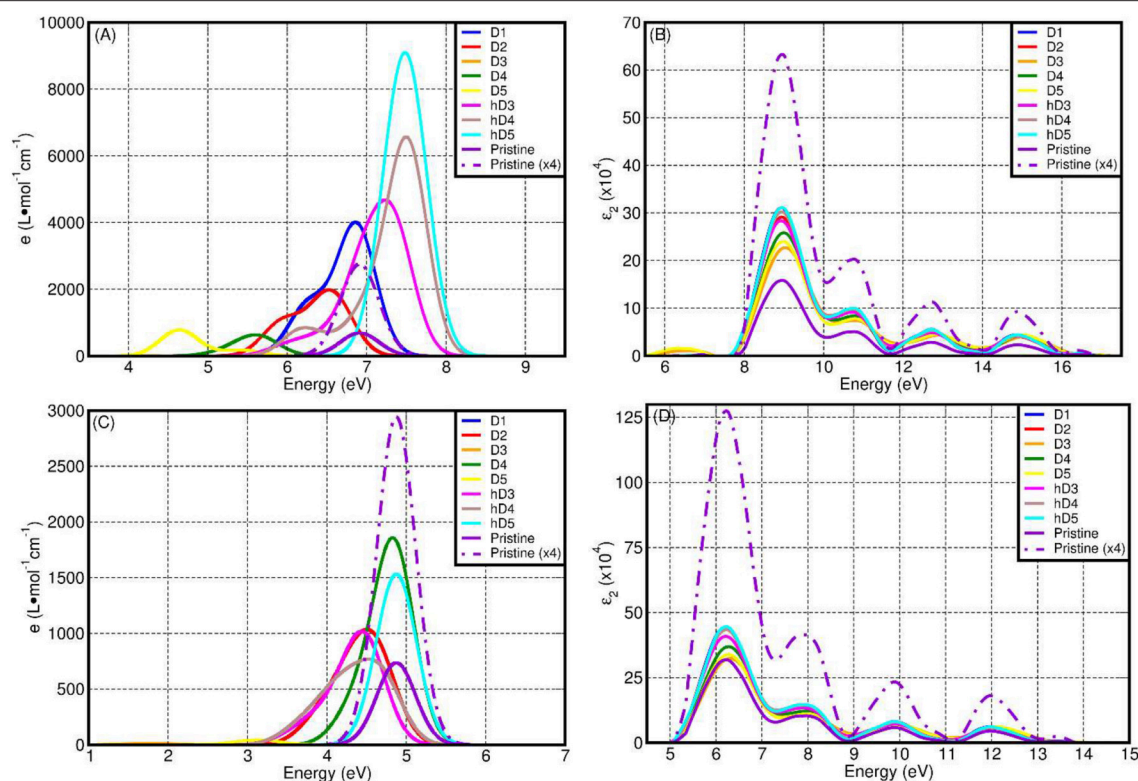 (A)
10000
8000
6000
4000
2000
0
e (L•mol⁻¹cm⁻¹)
4 5 6 7 8 9
Energy (eV)
D1
D2
D3
D4
D5
hD3
hD4
hD5
Pristine
Pristine (x4)
(B)
70
60
50
40
30
20
10
0
ε₂ (x10⁴)
6 8 10 12 14 16
Energy (eV)
D1
D2
D3
D4
D5
hD3
hD4
hD5
Pristine
Pristine (x4)
(C)
3000
2500
2000
1500
1000
500
0
e (L•mol⁻¹cm⁻¹)
1 2 3 4 5 6 7
Energy (eV)
D1
D2
D3
D4
D5
hD3
hD4
hD5
Pristine
Pristine (x4)
(D)
125
100
75
50
25
0
ε₂ (x10⁴)
5 6 7 8 9 10 11 12 13 14 15
Energy (eV)
D1
D2
D3
D4
D5
hD3
hD4
hD5
Pristine
Pristine (x4)